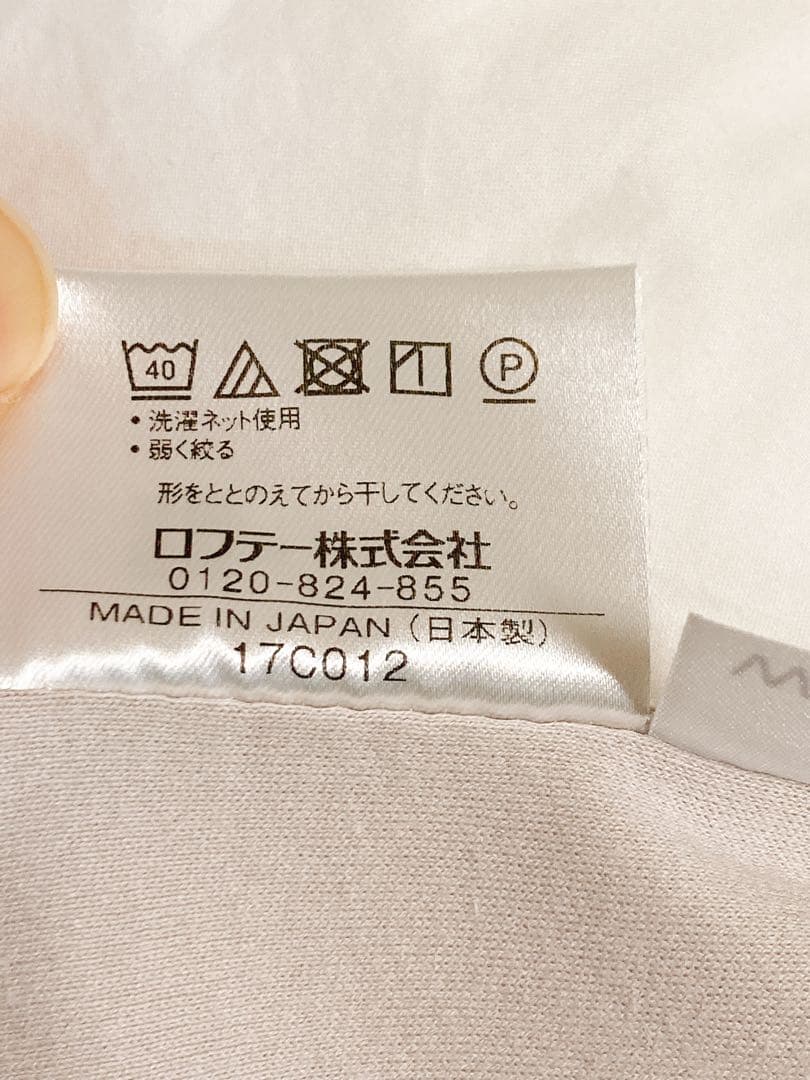 40
P
・洗濯ネット使用
・弱く絞る
形をととのえてから干してください。
ロフテー株式会社
0120-824-855
MADE IN JAPAN (日本製)
17C012